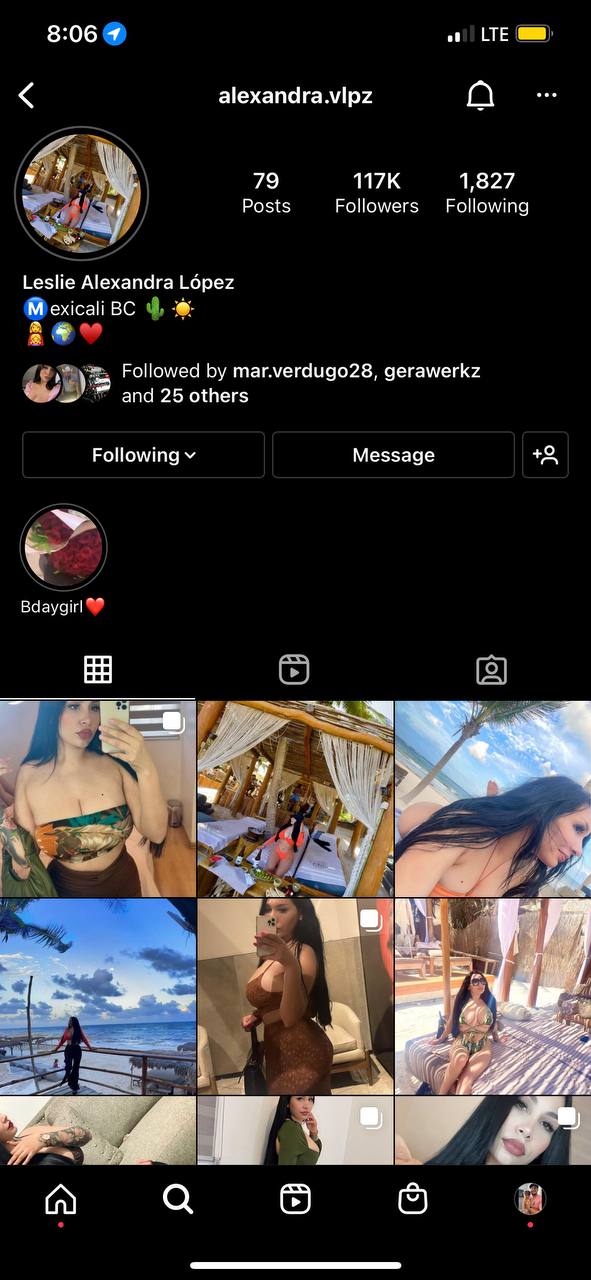 8:06
LTE
alexandra.vlpz
79
Posts
117K
Followers
1,827
Following
Leslie Alexandra López
Ⓜ️exicali BC 🌵 ☀️
👩‍❤️‍👩 🌍 ♥️
Followed by mar.verdugo28, gerawerkz
and 25 others
Following
Message
Bdaygirl❤️